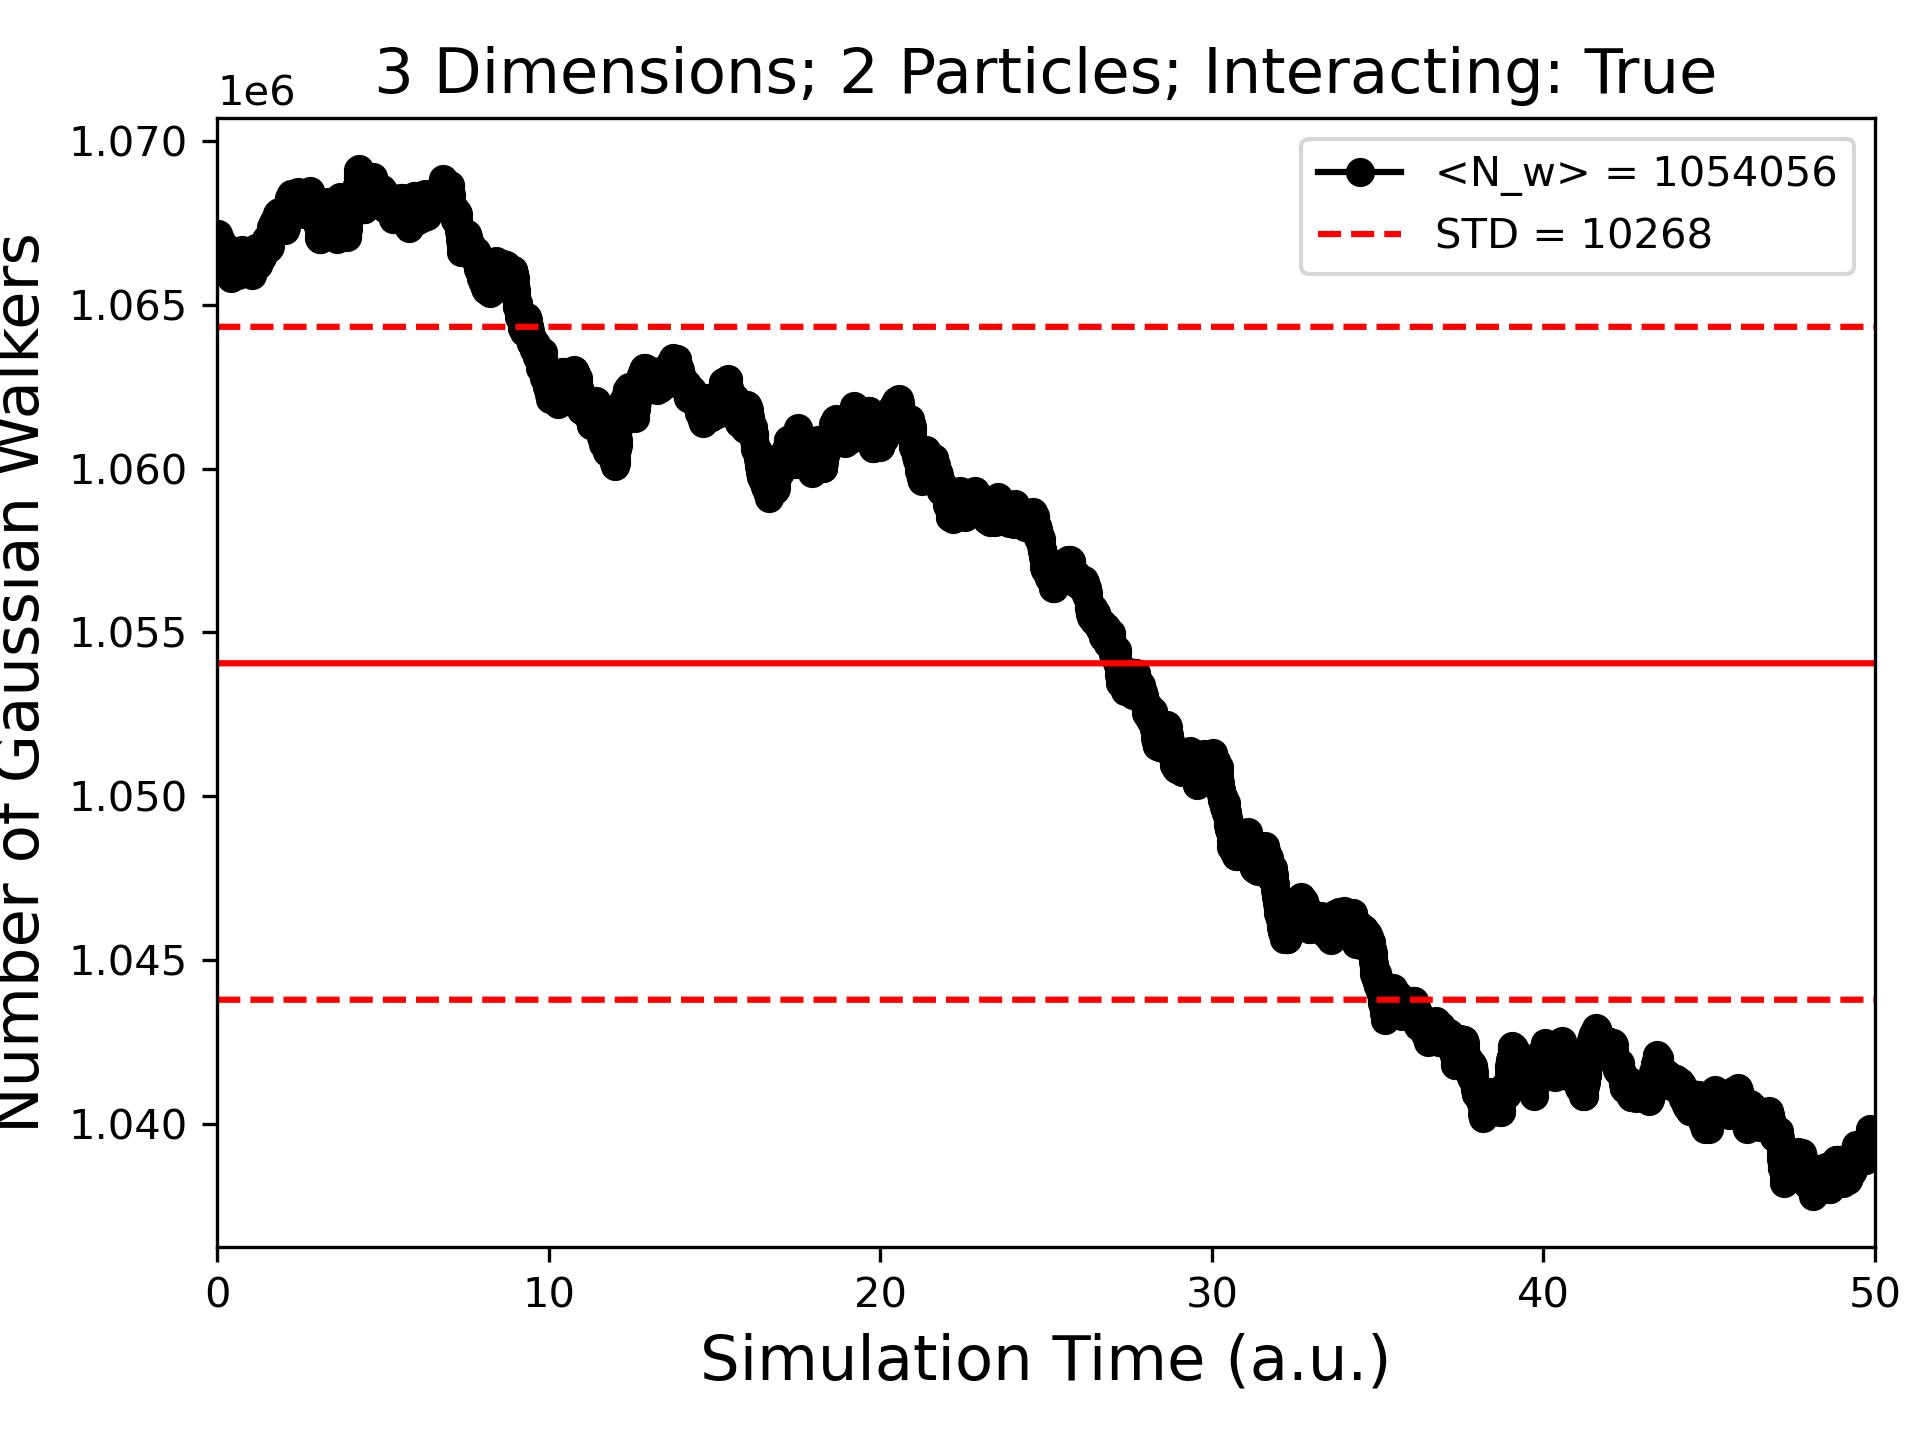 3 Dimensions; 2 Particles; Interacting: True
1e6
1.070
1.065
1.060
1.055
1.050
1.045
1.040
Number of Gaussian Walkers
<N_w> = 1054056
STD = 10268
0 10 20 30 40 50
Simulation Time (a.u.)